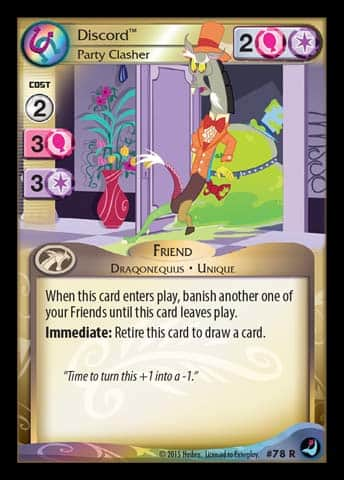 Discord™
Party Clasher
2
COST
2
3
3
FRIEND
DRAQONEQUUS • UNIQUE
When this card enters play, banish another one of
your Friends until this card leaves play.
Immediate: Retire this card to draw a card.
"Time to turn this +1 into a -1."
© 2015 Hasbro. Licensed to Enterplay.
#78 R